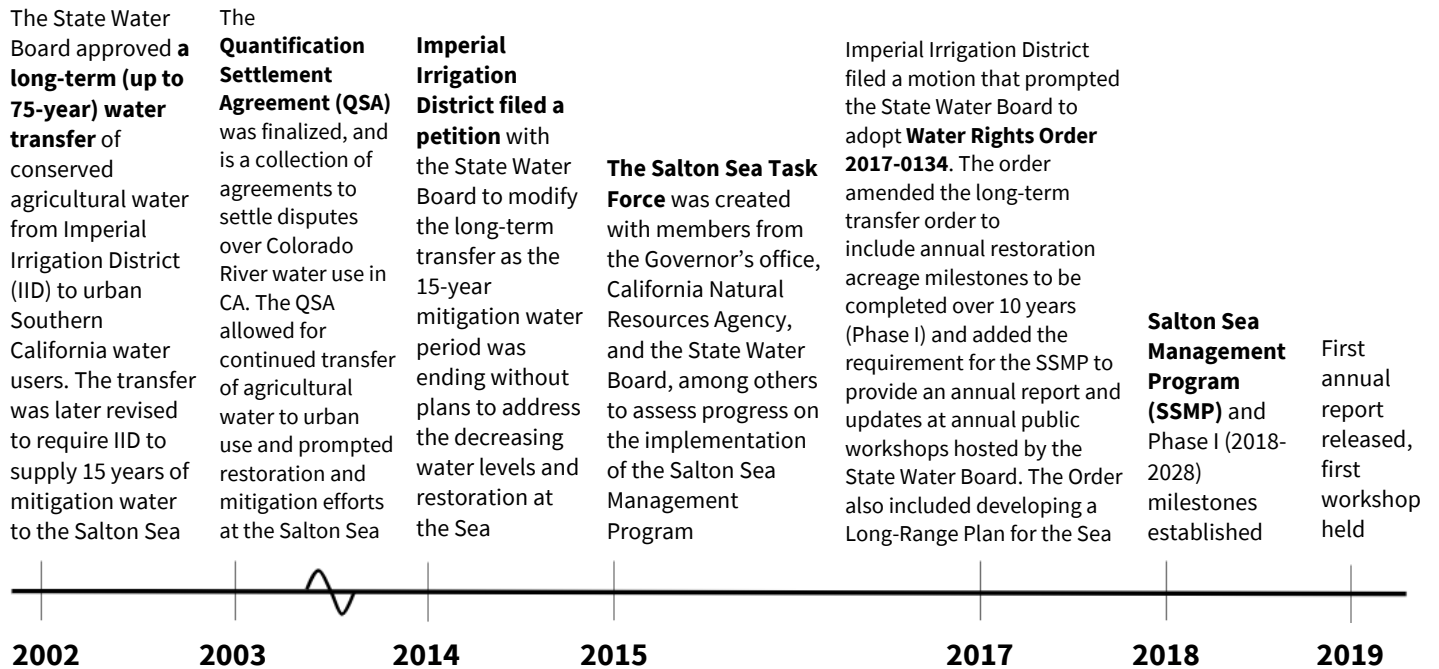 The State Water
Board approved a
long-term (up to
75-year) water
transfer of
conserved
agricultural water
from Imperial
Irrigation District
(IID) to urban
Southern
California water
users. The transfer
was later revised
to require IID to
supply 15 years of
mitigation water
to the Salton Sea
The
Quantification
Settlement
Agreement (QSA)
was finalized, and
is a collection of
agreements to
settle disputes
over Colorado
River water use in
CA. The QSA
allowed for
continued transfer
of agricultural
water to urban
use and prompted
restoration and
mitigation efforts
at the Salton Sea
Imperial
Irrigation
District filed a
petition with
the State Water
Board to modify
the long-term
transfer as the
15-year
mitigation water
period was
ending without
plans to address
the decreasing
water levels and
restoration at
the Sea
The Salton Sea Task
Force was created
with members from
the Governor’s office,
California Natural
Resources Agency,
and the State Water
Board, among others
to assess progress on
the implementation
of the Salton Sea
Management
Program
Imperial Irrigation District
filed a motion that prompted
the State Water Board to
adopt Water Rights Order
2017-0134. The order
amended the long-term
transfer order to
include annual restoration
acreage milestones to be
completed over 10 years
(Phase I) and added the
requirement for the SSMP to
provide an annual report and
updates at annual public
workshops hosted by the
State Water Board. The Order
also included developing a
Long-Range Plan for the Sea
Salton Sea
Management
Program
(SSMP) and
Phase I (2018-
2028)
milestones
established
First
annual
report
released,
first
workshop
held
2002
2003
2014
2015
2017
2018
2019